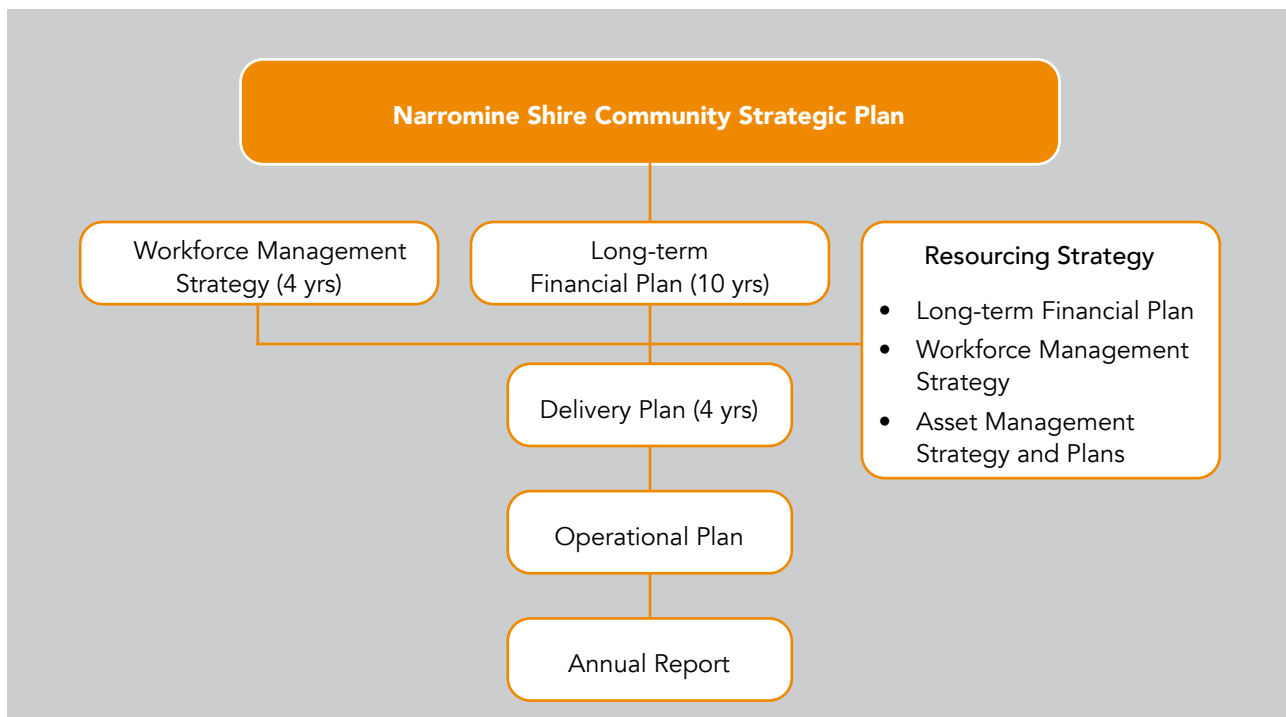 Narromine Shire Community Strategic Plan
Workforce Management
Strategy (4 yrs)
Long-term
Financial Plan (10 yrs)
Resourcing Strategy
• Long-term Financial Plan
• Workforce Management
Strategy
• Asset Management
Strategy and Plans
Delivery Plan (4 yrs)
Operational Plan
Annual Report